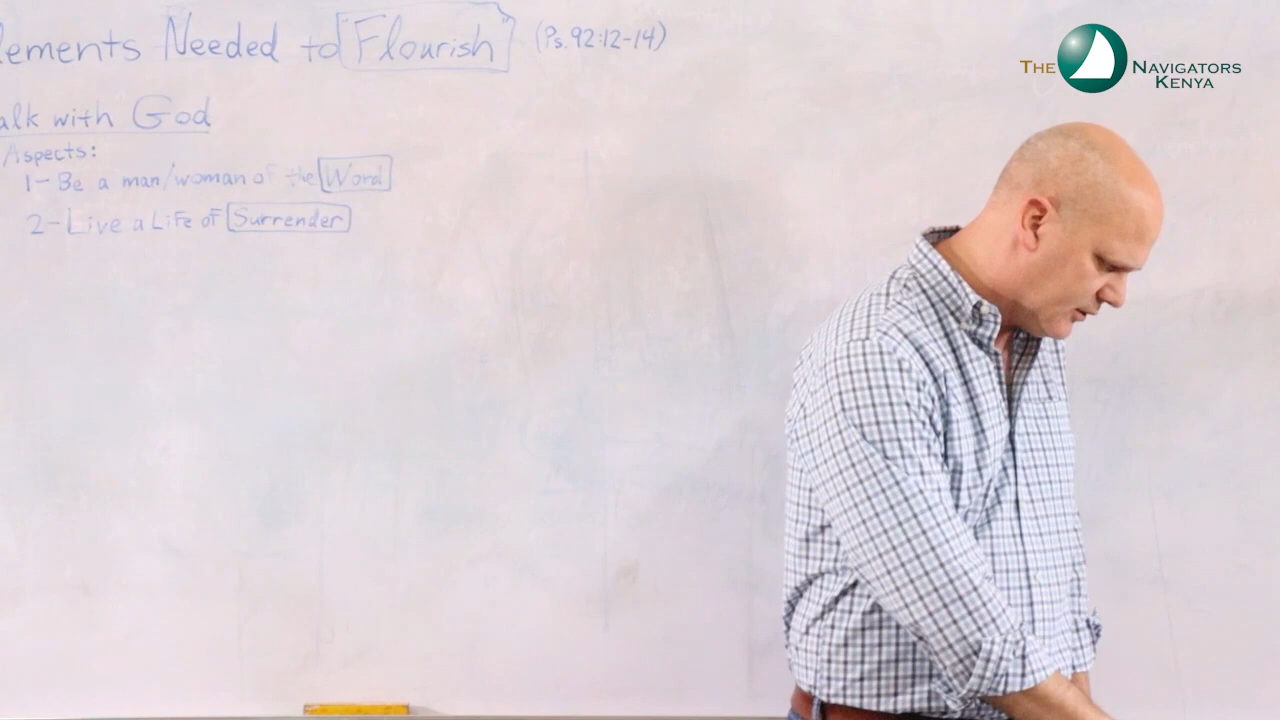 lements Needed to "Flourish" (Ps. 92:12-14)
alk with God
Aspects:
1- Be a man/woman of the Word
2- Live a Life of Surrender
THE NAVIGATORS
KENYA